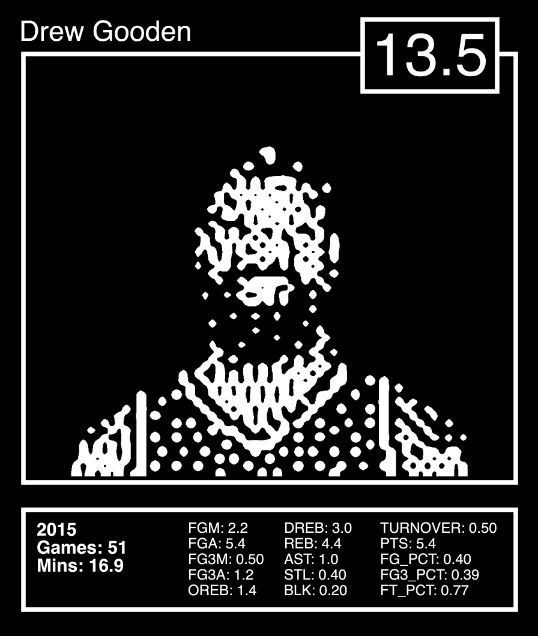 Drew Gooden
13.5
2015
Games: 51
Mins: 16.9
FGM: 2.2
FGA: 5.4
FG3M: 0.50
FG3A: 1.2
OREB: 1.4
DREB: 3.0
REB: 4.4
AST: 1.0
STL: 0.40
BLK: 0.20
TURNOVER: 0.50
PTS: 5.4
FG_PCT: 0.40
FG3_PCT: 0.39
FT_PCT: 0.77